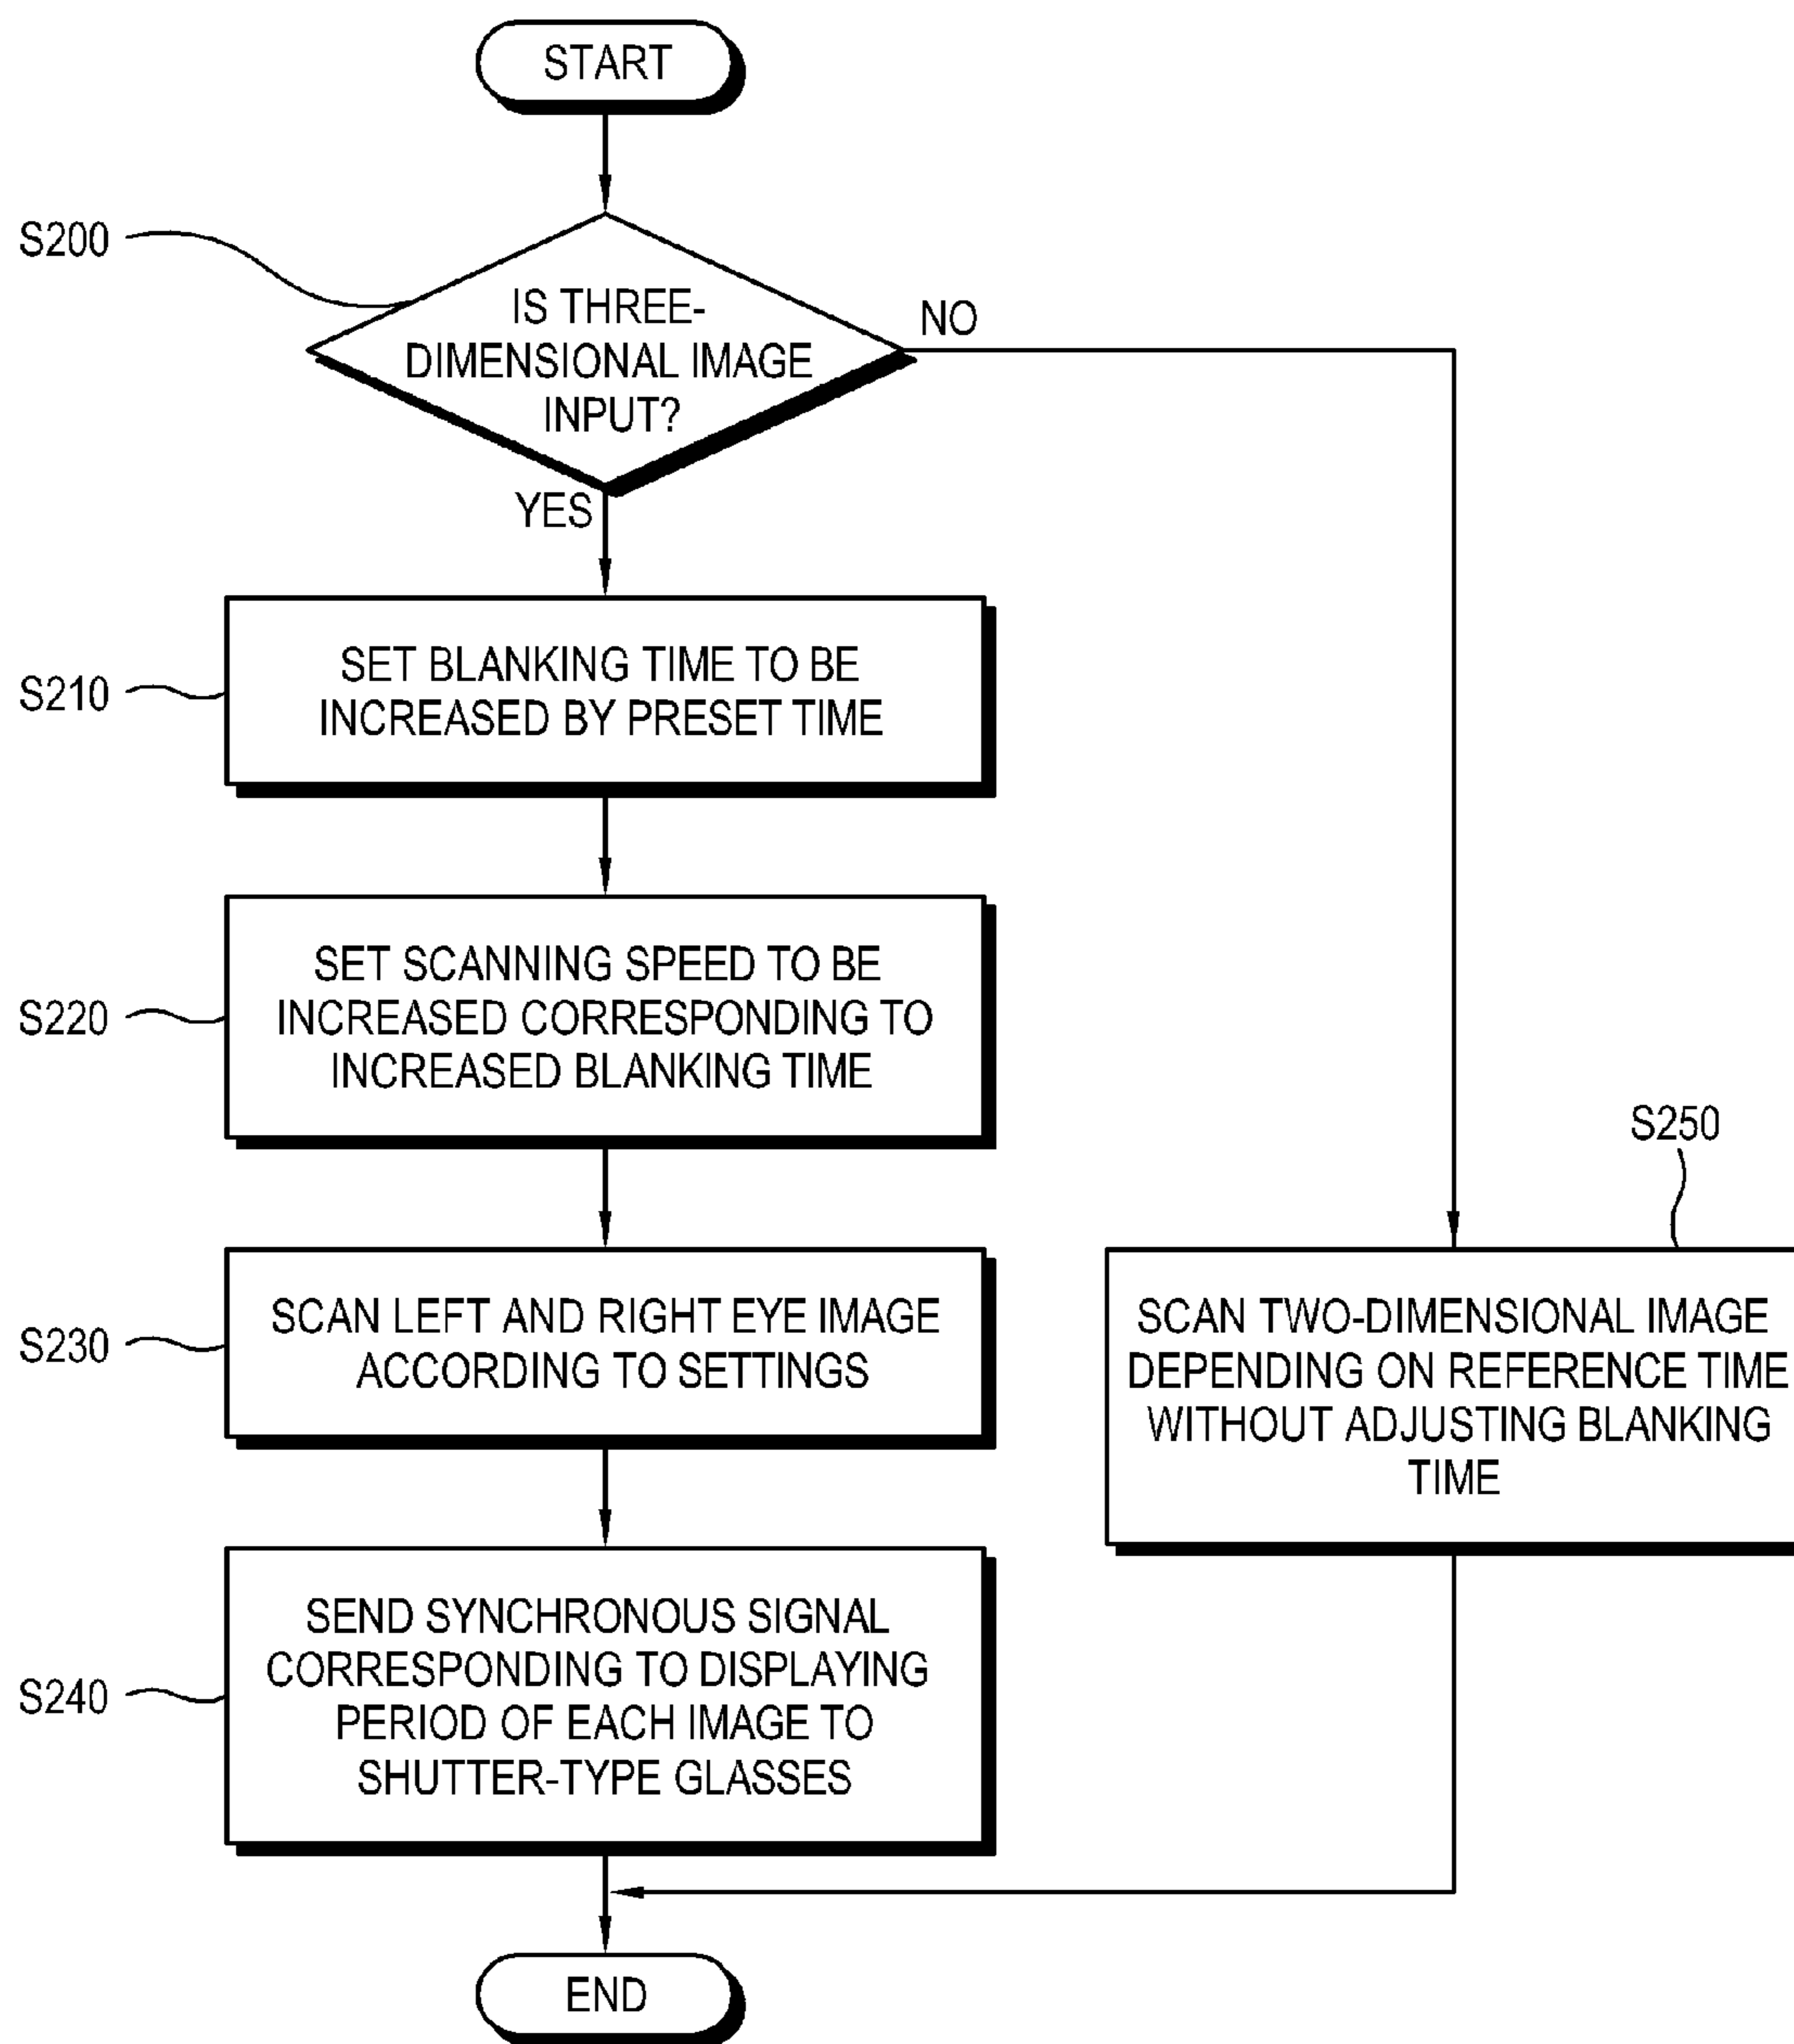 START
S200
IS THREE-
DIMENSIONAL IMAGE
INPUT?
NO
YES
S210
SET BLANKING TIME TO BE
INCREASED BY PRESET TIME
S220
SET SCANNING SPEED TO BE
INCREASED CORRESPONDING TO
INCREASED BLANKING TIME
S230
SCAN LEFT AND RIGHT EYE IMAGE
ACCORDING TO SETTINGS
S250
SCAN TWO-DIMENSIONAL IMAGE
DEPENDING ON REFERENCE TIME
WITHOUT ADJUSTING BLANKING
TIME
S240
SEND SYNCHRONOUS SIGNAL
CORRESPONDING TO DISPLAYING
PERIOD OF EACH IMAGE TO
SHUTTER-TYPE GLASSES
END